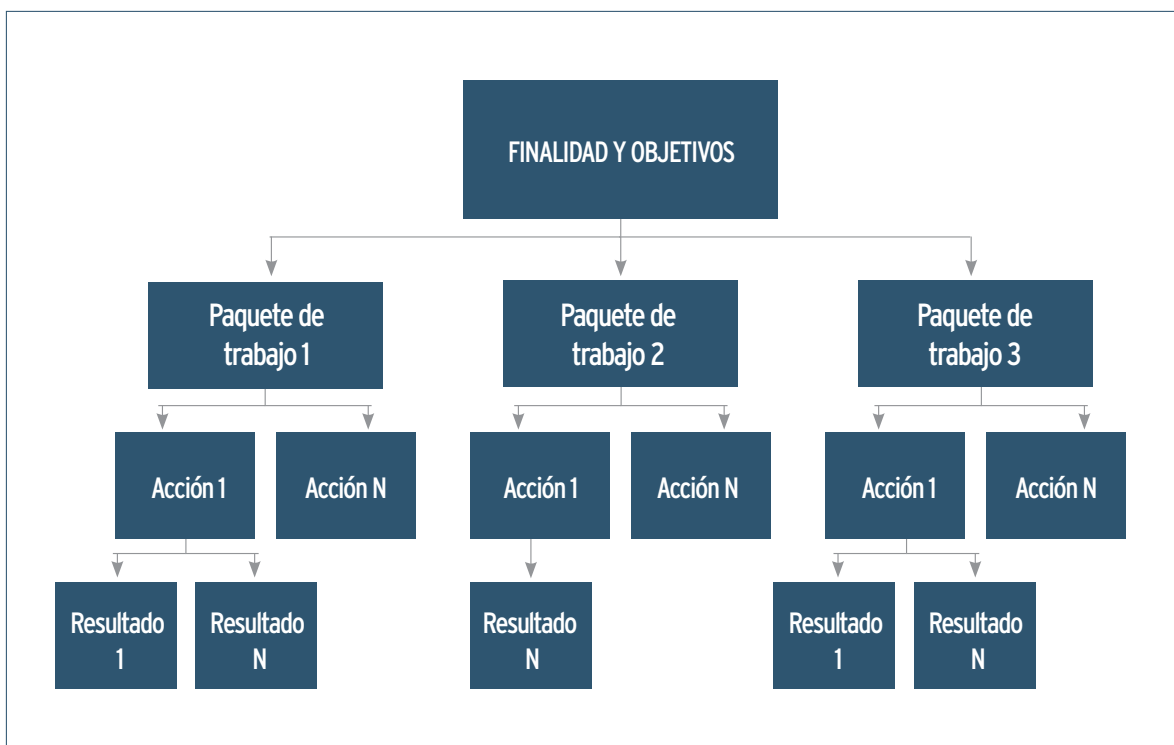 FINALIDAD Y OBJETIVOS
Paquete de
trabajo 1
Paquete de
trabajo 2
Paquete de
trabajo 3
Acción 1
Acción N
Acción 1
Acción N
Acción 1
Acción N
Resultado
1
Resultado
N
Resultado
N
Resultado
1
Resultado
N